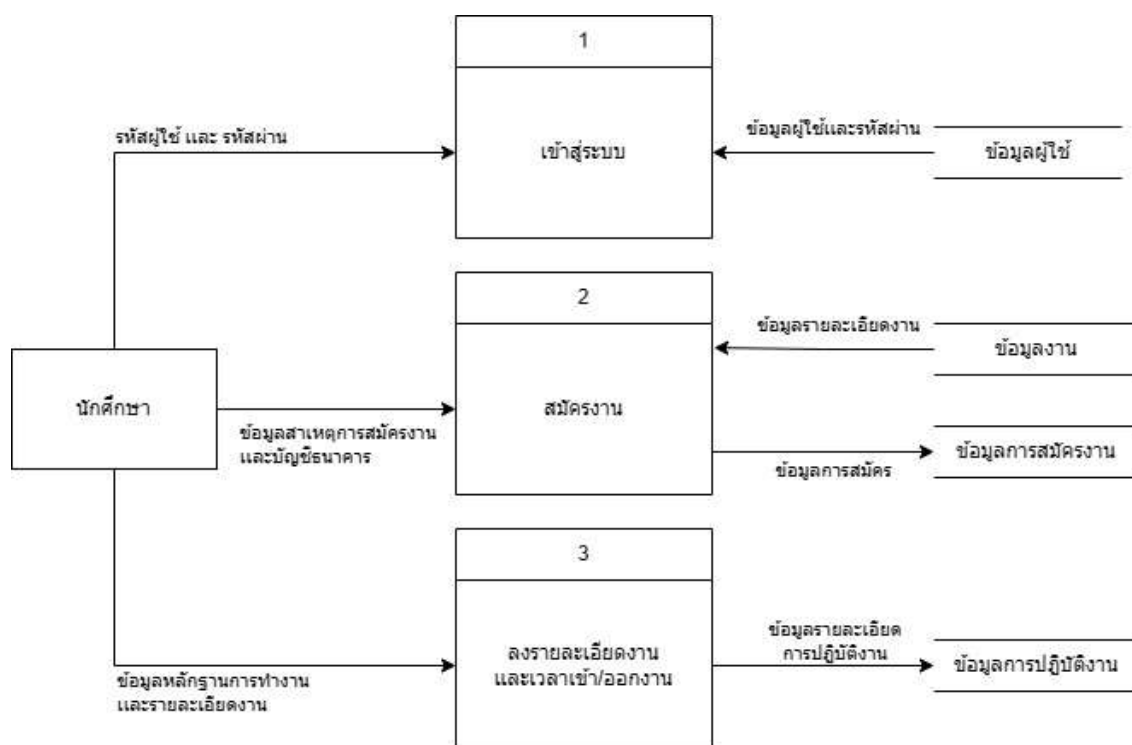 1
รหัสผู้ใช้ และ รหัสผ่าน
เข้าสู่ระบบ
ข้อมูลผู้ใช้และรหัสผ่าน
ข้อมูลผู้ใช้
2
ข้อมูลรายละเอียดงาน
ข้อมูลงาน
นักศึกษา
สมัครงาน
ข้อมูลสาเหตุการสมัครงาน
และบัญชีธนาคาร
ข้อมูลการสมัคร
ข้อมูลการสมัครงาน
3
ข้อมูลหลักฐานการทำงาน
และรายละเอียดงาน
ลงรายละเอียดงาน
และเวลาเข้า/ออกงาน
ข้อมูลรายละเอียด
การปฏิบัติงาน
ข้อมูลการปฏิบัติงาน